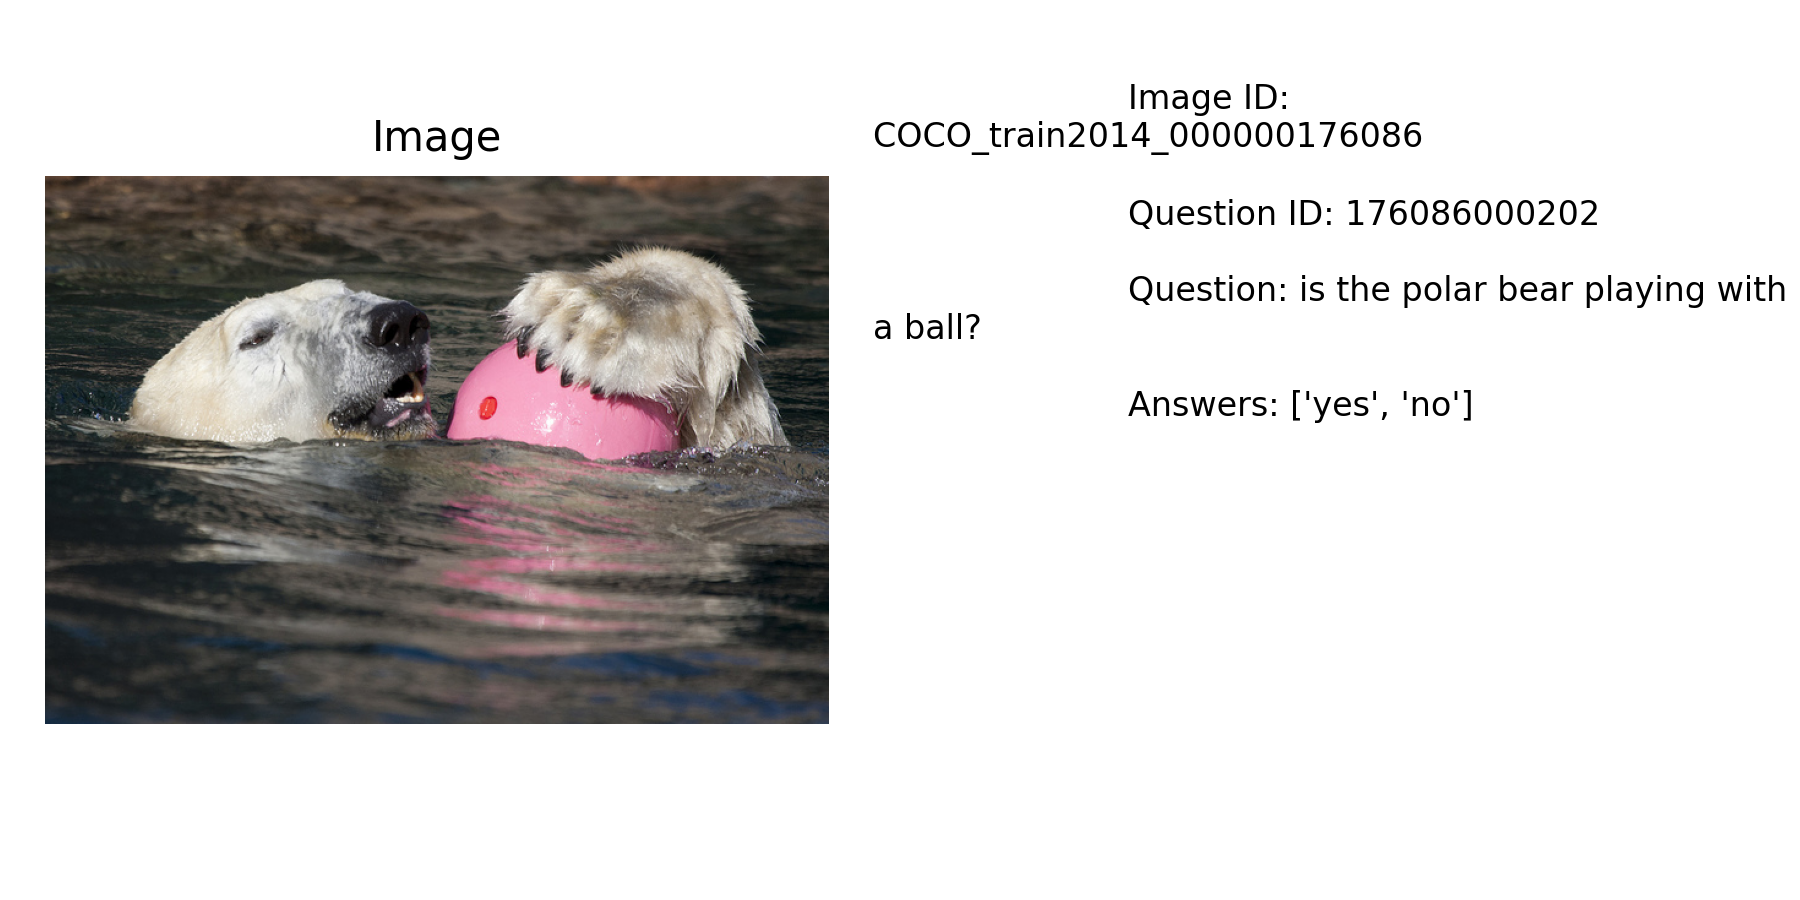 Image
Image ID:
COCO_train2014_000000176086
Question ID: 176086000202
Question: is the polar bear playing with
a ball?
Answers: ['yes', 'no']